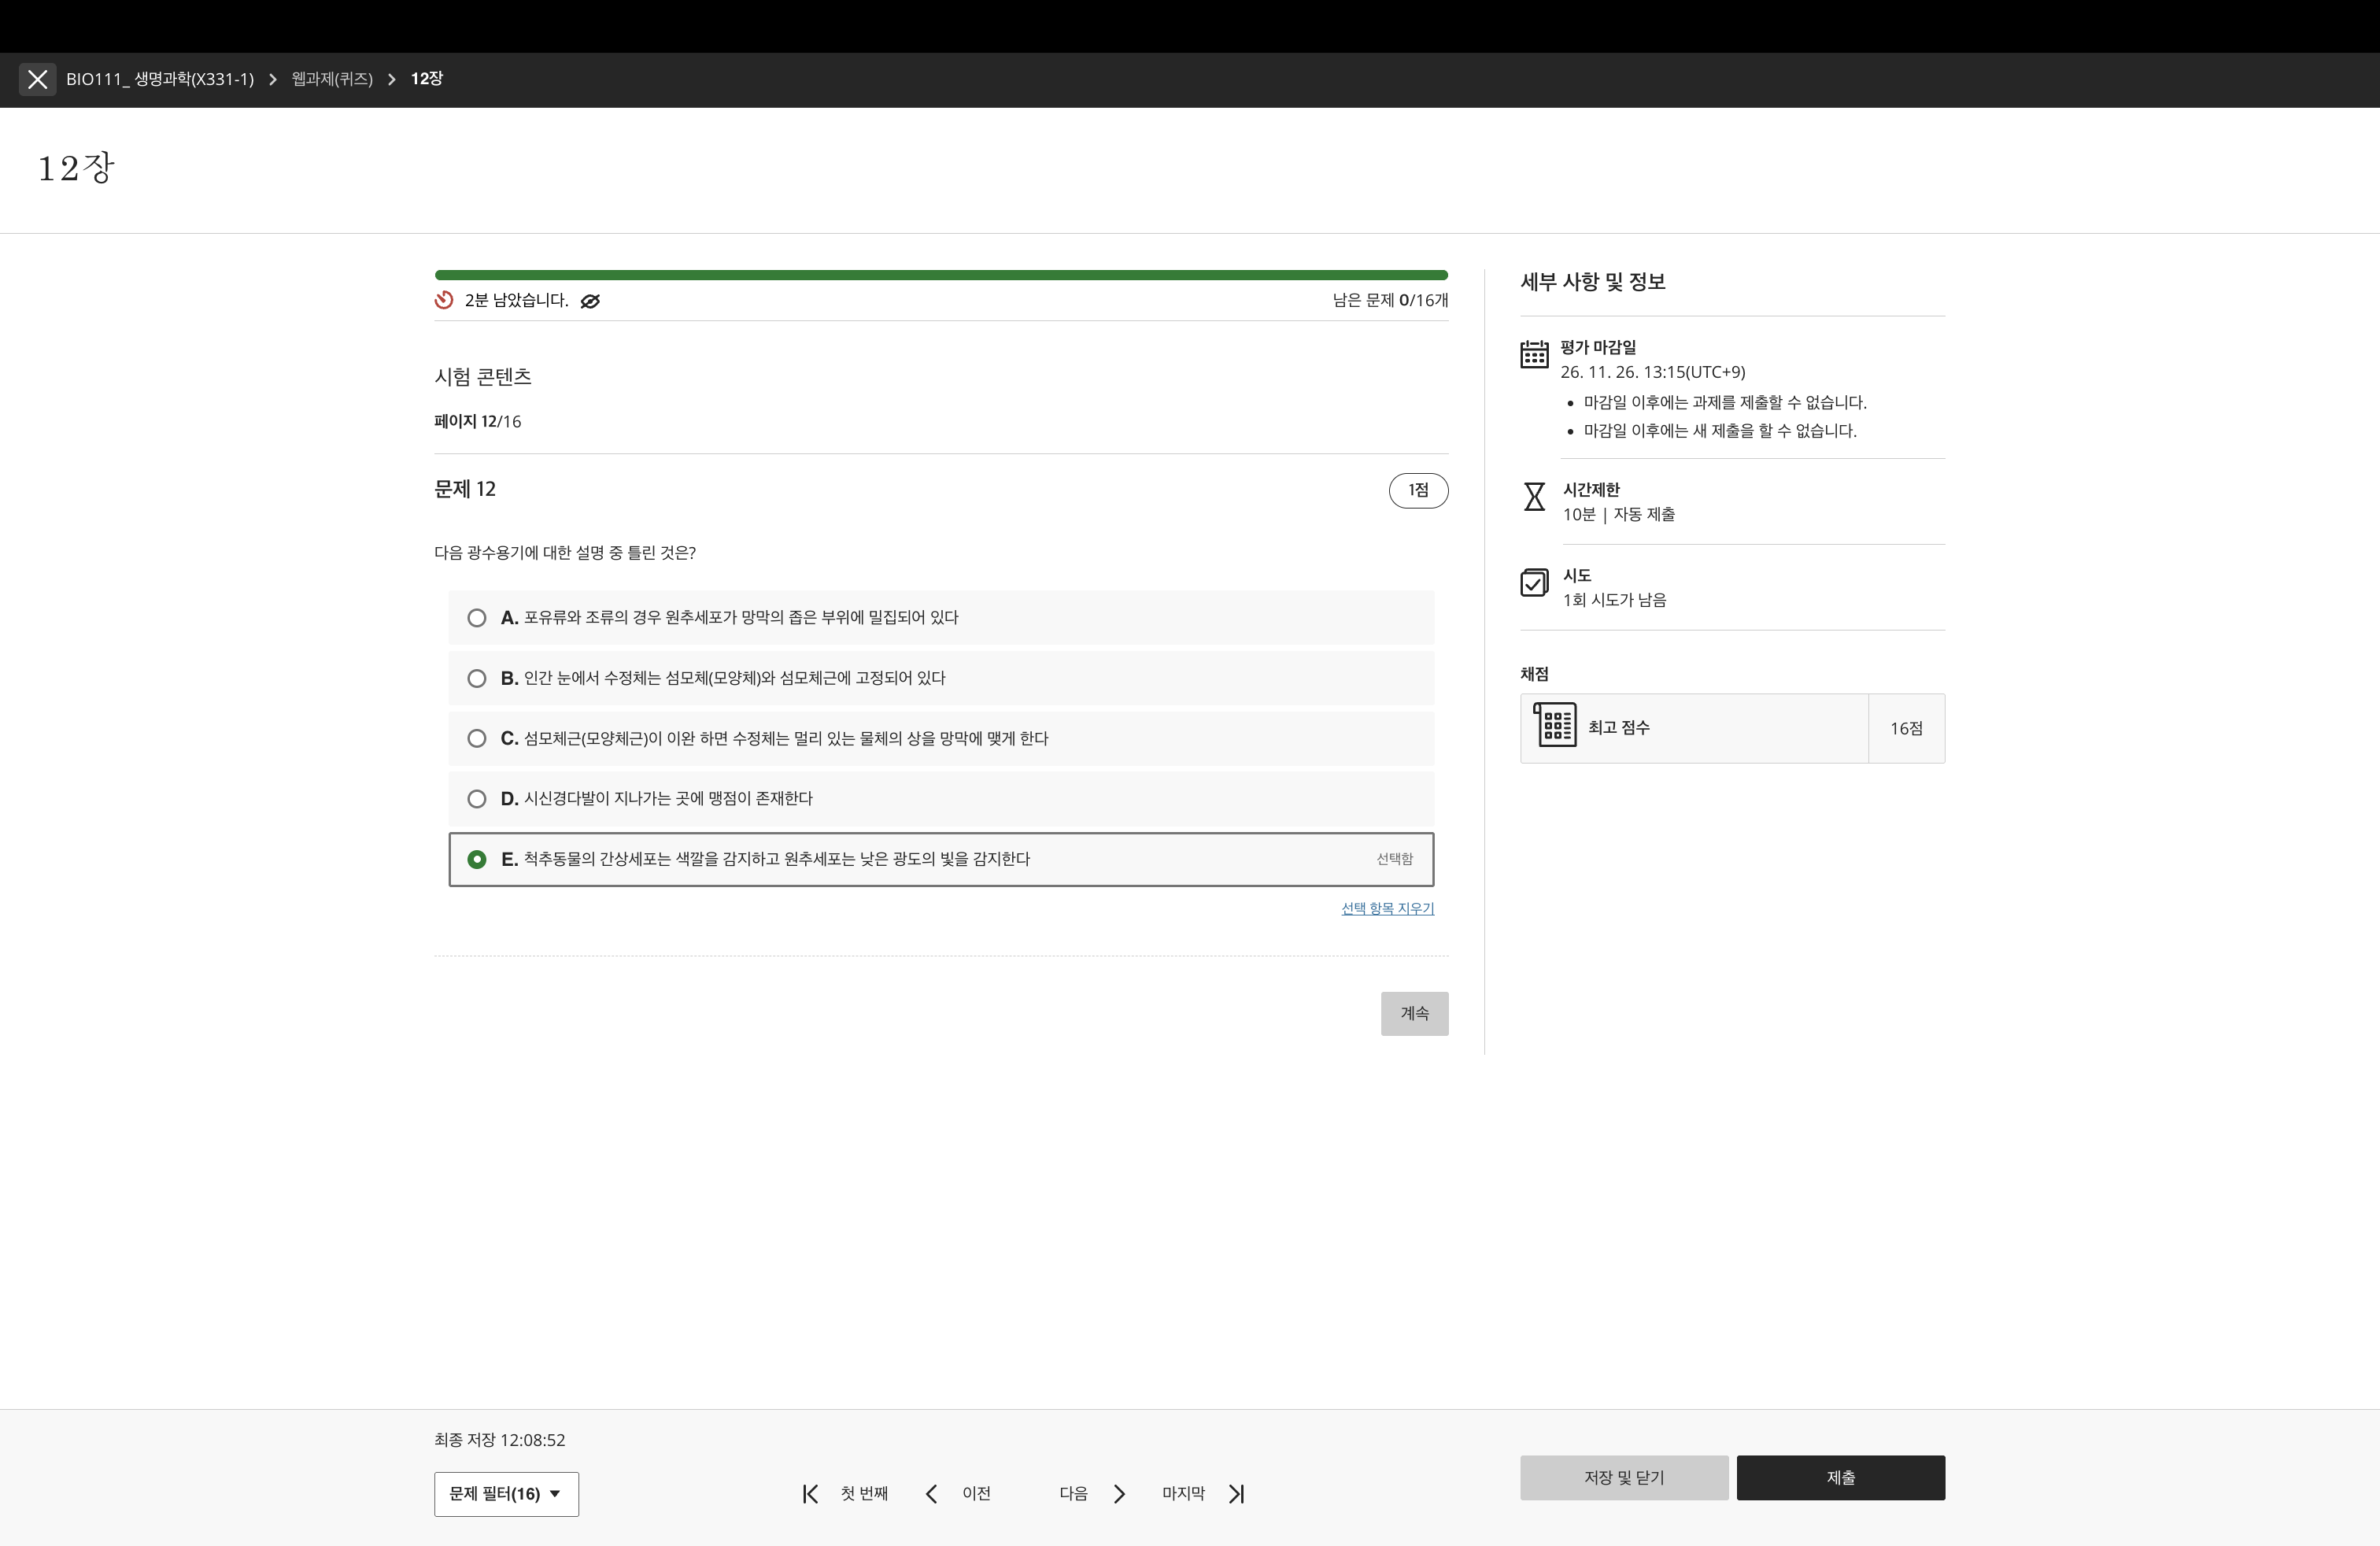 BIO111_ 생명과학(X331-1) > 웹과제(퀴즈) > 12장
12장
2분 남았습니다.
남은 문제 0/16개
시험 콘텐츠
페이지 12/16
문제 12
1점
다음 광수용기에 대한 설명 중 틀린 것은?
A. 포유류와 조류의 경우 원추세포가 망막의 좁은 부위에 밀집되어 있다
B. 인간 눈에서 수정체는 섬모체(모양체)와 섬모체근에 고정되어 있다
C. 섬모체근(모양체근)이 이완 하면 수정체는 멀리 있는 물체의 상을 망막에 맺게 한다
D. 시신경다발이 지나가는 곳에 맹점이 존재한다
E. 척추동물의 간상세포는 색깔을 감지하고 원추세포는 낮은 광도의 빛을 감지한다
선택함
선택 항목 지우기
계속
세부 사항 및 정보
평가 마감일
26. 11. 26. 13:15(UTC+9)
• 마감일 이후에는 과제를 제출할 수 없습니다.
• 마감일 이후에는 새 제출을 할 수 없습니다.
시간제한
10분 | 자동 제출
시도
1회 시도가 남음
채점
최고 점수
16점
최종 저장 12:08:52
문제 필터(16)
첫 번째
이전
다음
마지막
저장 및 닫기
제출